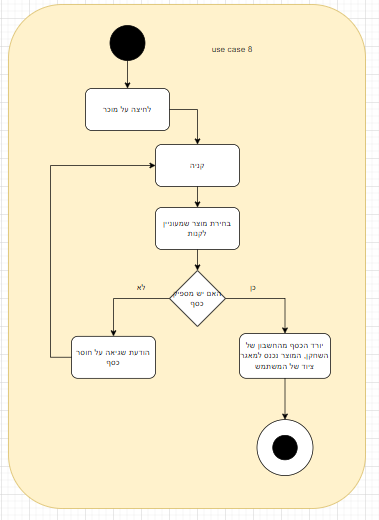 use case 8
לחיצה על מוכר
קניה
בחירת מוצר שמעוניין
לקנות
האם יש מספיק
כסף
כן
לא
יורד הכסף מהחשבון של
השחקן, המוצר נכנס למאגר
ציוד של המשתמש
הודעת שגיאה על חוסר
כסף